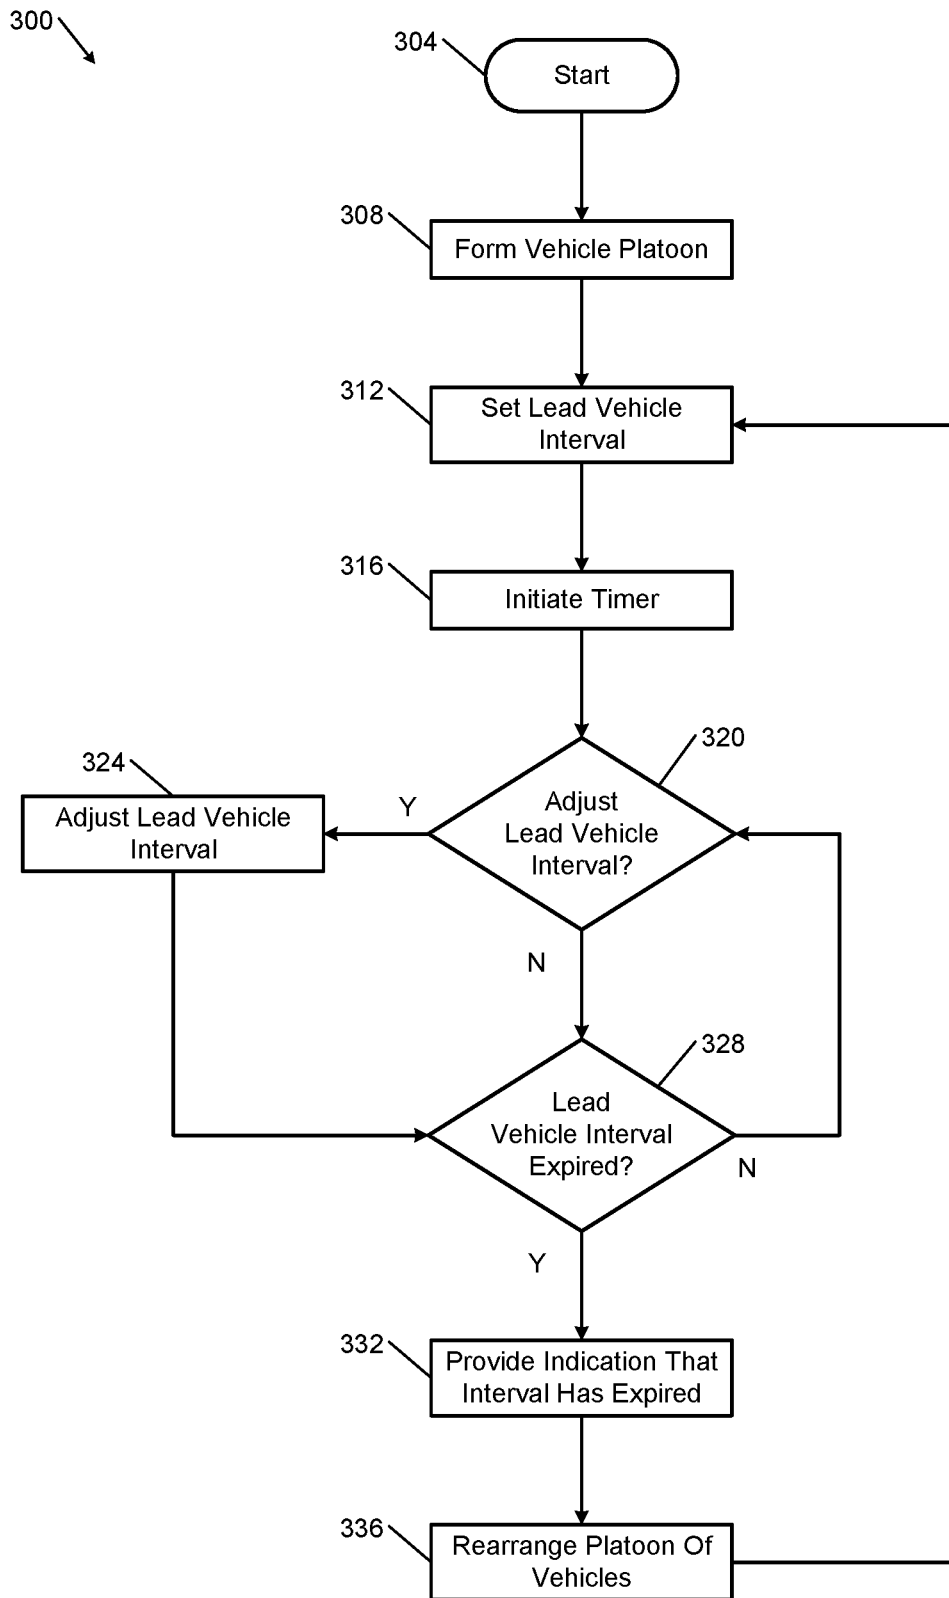 300
304
Start
308
Form Vehicle Platoon
312
Set Lead Vehicle
Interval
316
Initiate Timer
320
324
Adjust Lead Vehicle
Interval
Y
Adjust
Lead Vehicle
Interval?
N
328
Lead
Vehicle Interval
Expired?
N
Y
332
Provide Indication That
Interval Has Expired
336
Rearrange Platoon Of
Vehicles